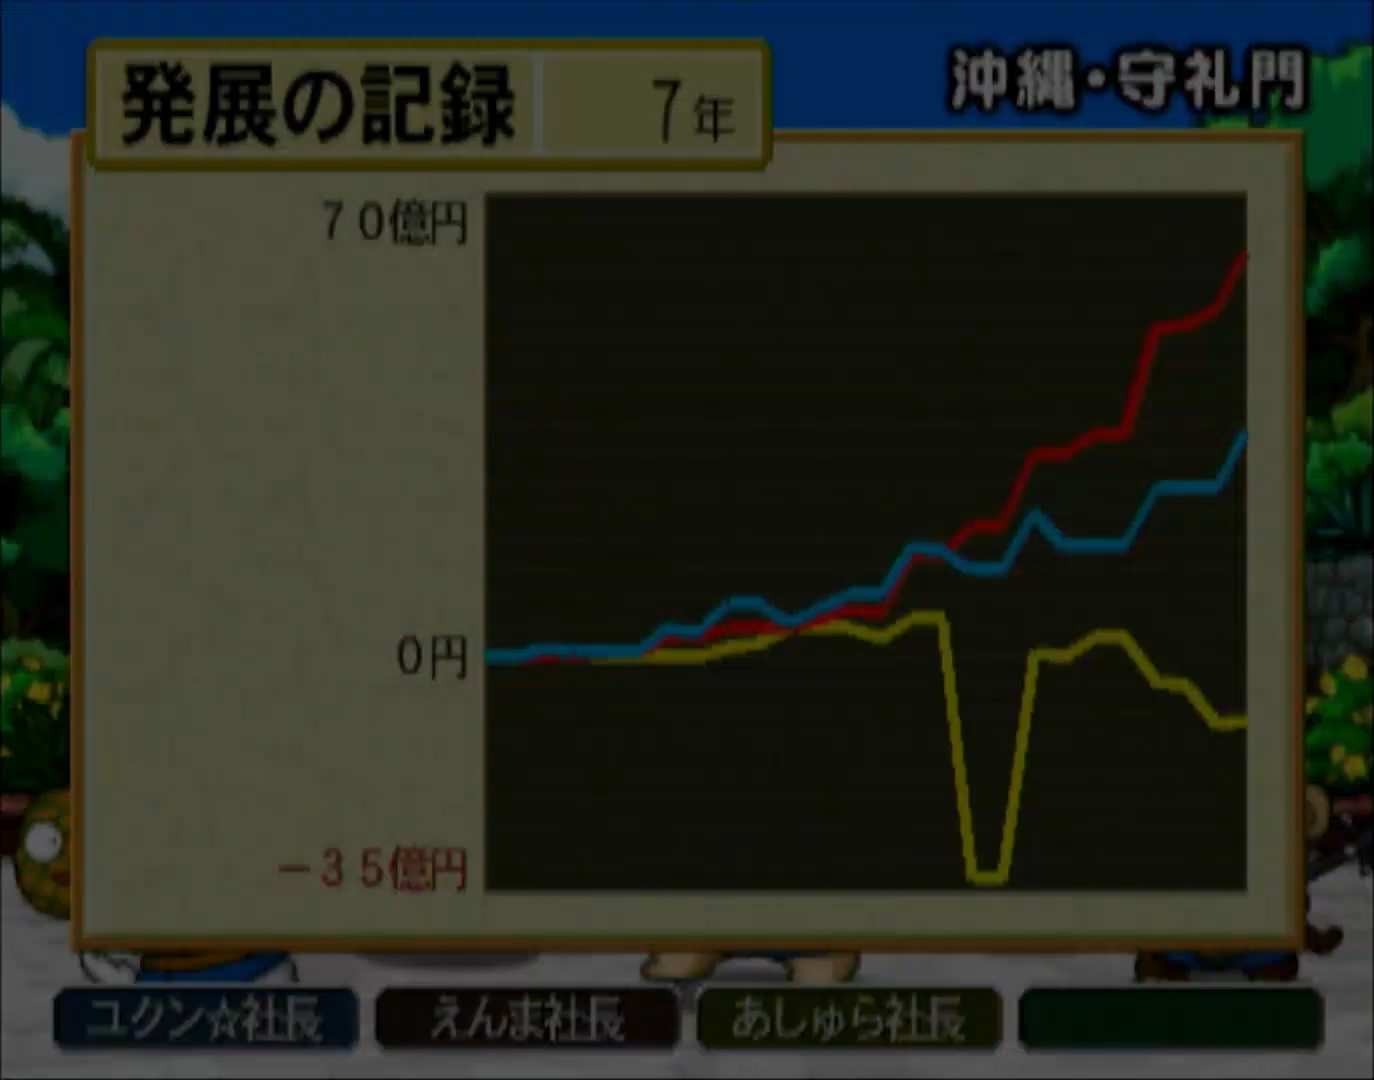 発展の記録 7年
沖縄・守礼門
70億円
0円
-35億円
ユクン☆社長 えんま社長 あしゅら社長